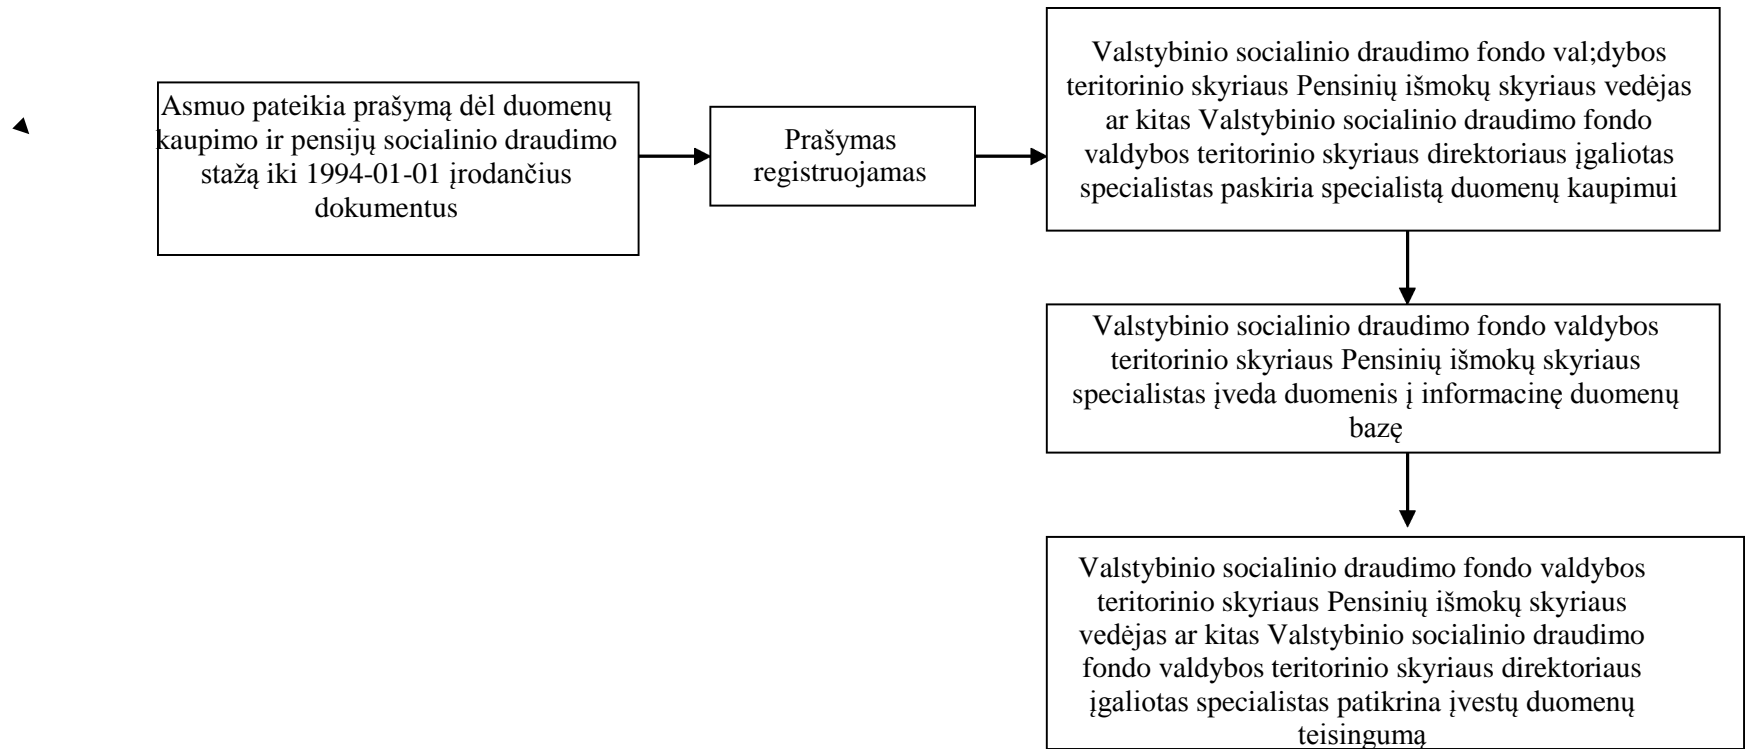 Asmuo pateikia prašymą dėl duomenų
kaupimo ir pensijų socialinio draudimo
stažą iki 1994-01-01 įrodančius
dokumentus
Prašymas
registruojamas
Valstybinio socialinio draudimo fondo val;dybos
teritorinio skyriaus Pensinių išmokų skyriaus vedėjas
ar kitas Valstybinio socialinio draudimo fondo
valdybos teritorinio skyriaus direktoriaus įgaliotas
specialistas paskiria specialistą duomenų kaupimui
Valstybinio socialinio draudimo fondo valdybos
teritorinio skyriaus Pensinių išmokų skyriaus
specialistas įveda duomenis į informacinę duomenų
bazę
Valstybinio socialinio draudimo fondo valdybos
teritorinio skyriaus Pensinių išmokų skyriaus
vedėjas ar kitas Valstybinio socialinio draudimo
fondo valdybos teritorinio skyriaus direktoriaus
įgaliotas specialistas patikrina įvestų duomenų
teisingumą